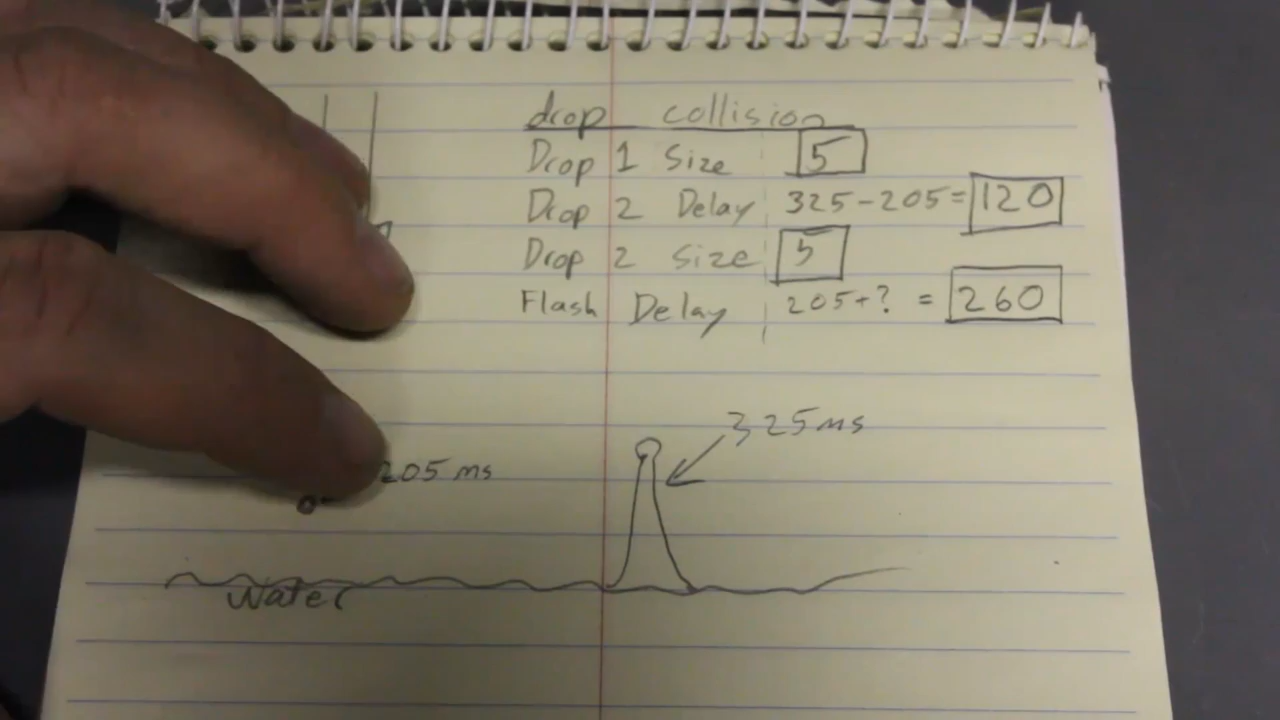 drop collision
Drop 1 Size 5
Drop 2 Delay 325-205= 120
Drop 2 size 5
Flash Delay 205+? = 260
325ms
205 ms
Water